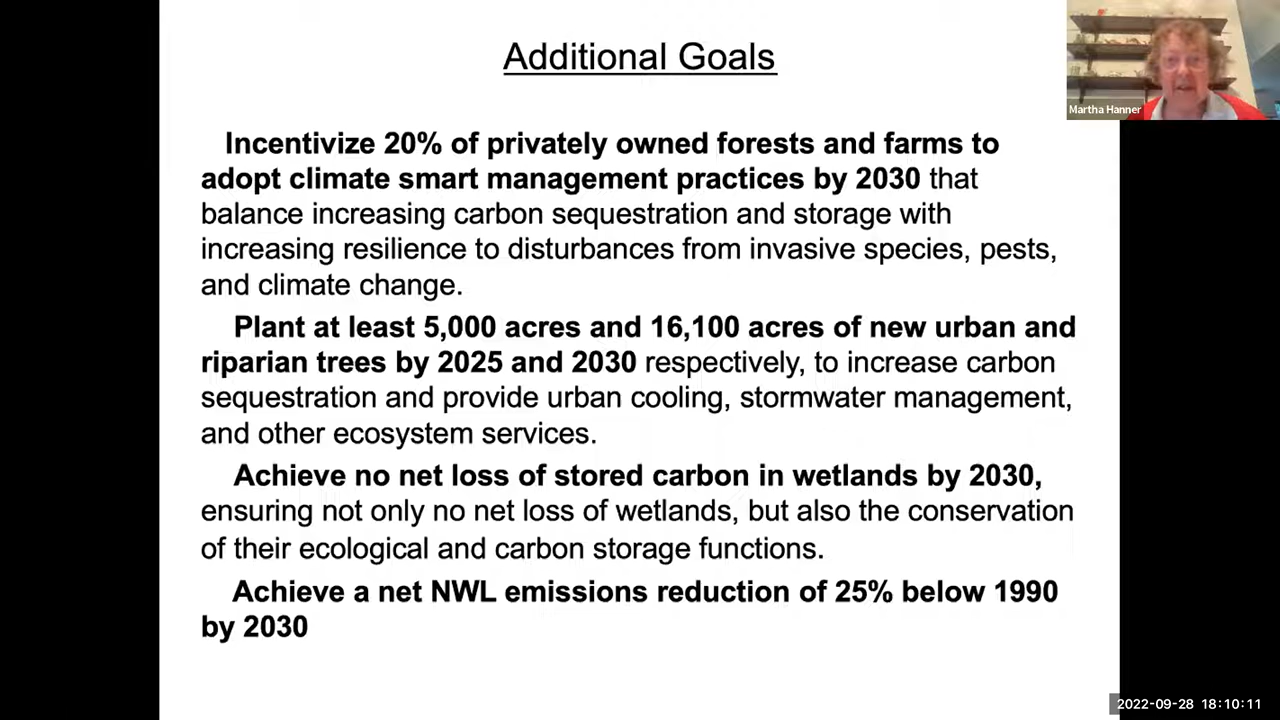 Additional Goals
Martha Hanner
Incentivize 20% of privately owned forests and farms to
adopt climate smart management practices by 2030 that
balance increasing carbon sequestration and storage with
increasing resilience to disturbances from invasive species, pests,
and climate change.
Plant at least 5,000 acres and 16,100 acres of new urban and
riparian trees by 2025 and 2030 respectively, to increase carbon
sequestration and provide urban cooling, stormwater management,
and other ecosystem services.
Achieve no net loss of stored carbon in wetlands by 2030,
ensuring not only no net loss of wetlands, but also the conservation
of their ecological and carbon storage functions.
Achieve a net NWL emissions reduction of 25% below 1990
by 2030
2022-09-28 18:10:11